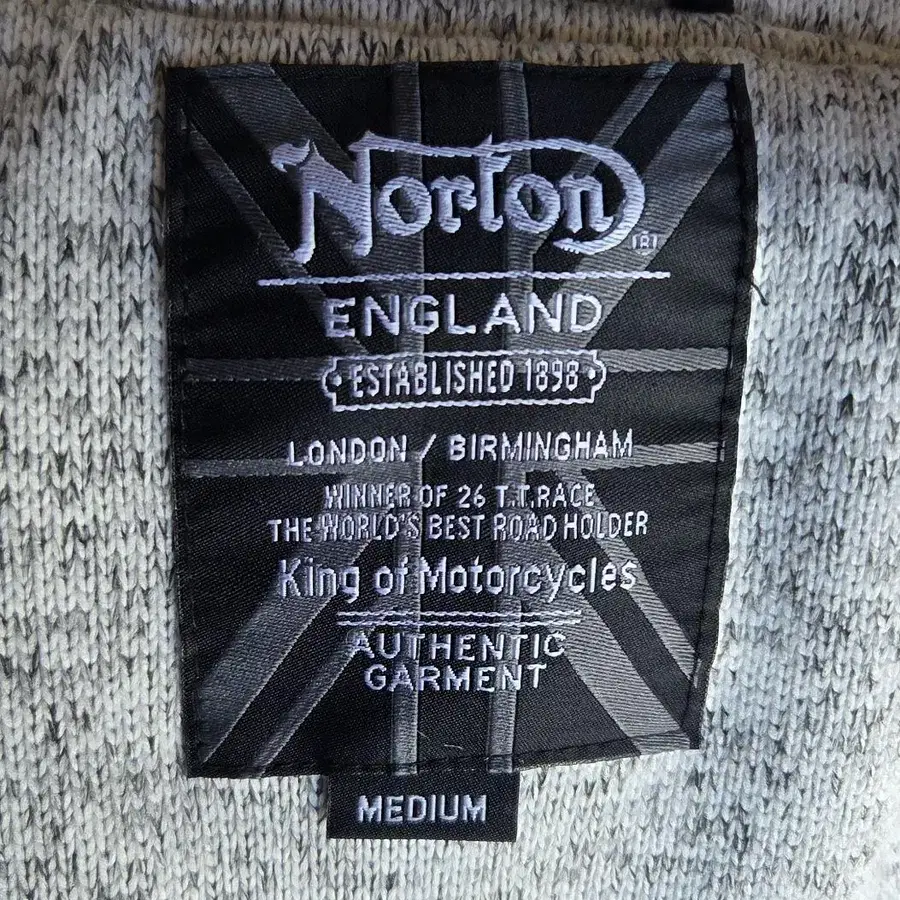 Norton®
ENGLAND
ESTABLISHED 1898
LONDON / BIRMINGHAM
WINNER OF 26 T.T.RACE
THE WORLD'S BEST ROAD HOLDER
King of Motorcycles
AUTHENTIC
GARMENT
MEDIUM